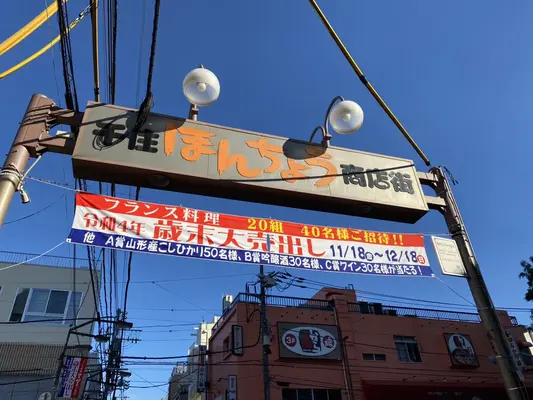 ほんちょう商店街
フランス料理 20組 40名様ご招待!!
令和4年 歳末大売出し 11/18㊎〜12/18㊐
他 A賞山形産こしひかり50名様、B賞吟醸酒30名様、C賞ワイン30名様が当たる!